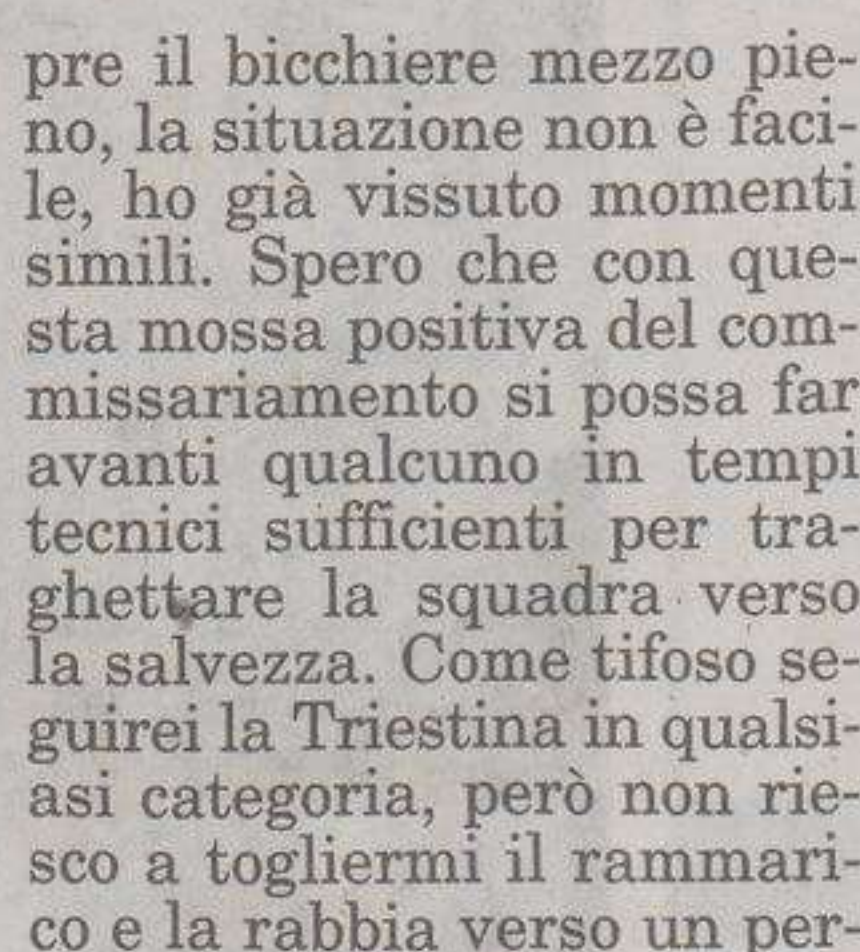 pre il bicchiere mezzo pie-
no, la situazione non è faci-
le, ho già vissuto momenti
simili. Spero che con que-
sta mossa positiva del com-
missariamento si possa far
avanti qualcuno in tempi
tecnici sufficienti per tra-
ghettare la squadra verso
la salvezza. Come tifoso se-
guirei la Triestina in qualsi-
asi categoria, però non rie-
sco a togliermi il rammari-
co e la rabbia verso un per-